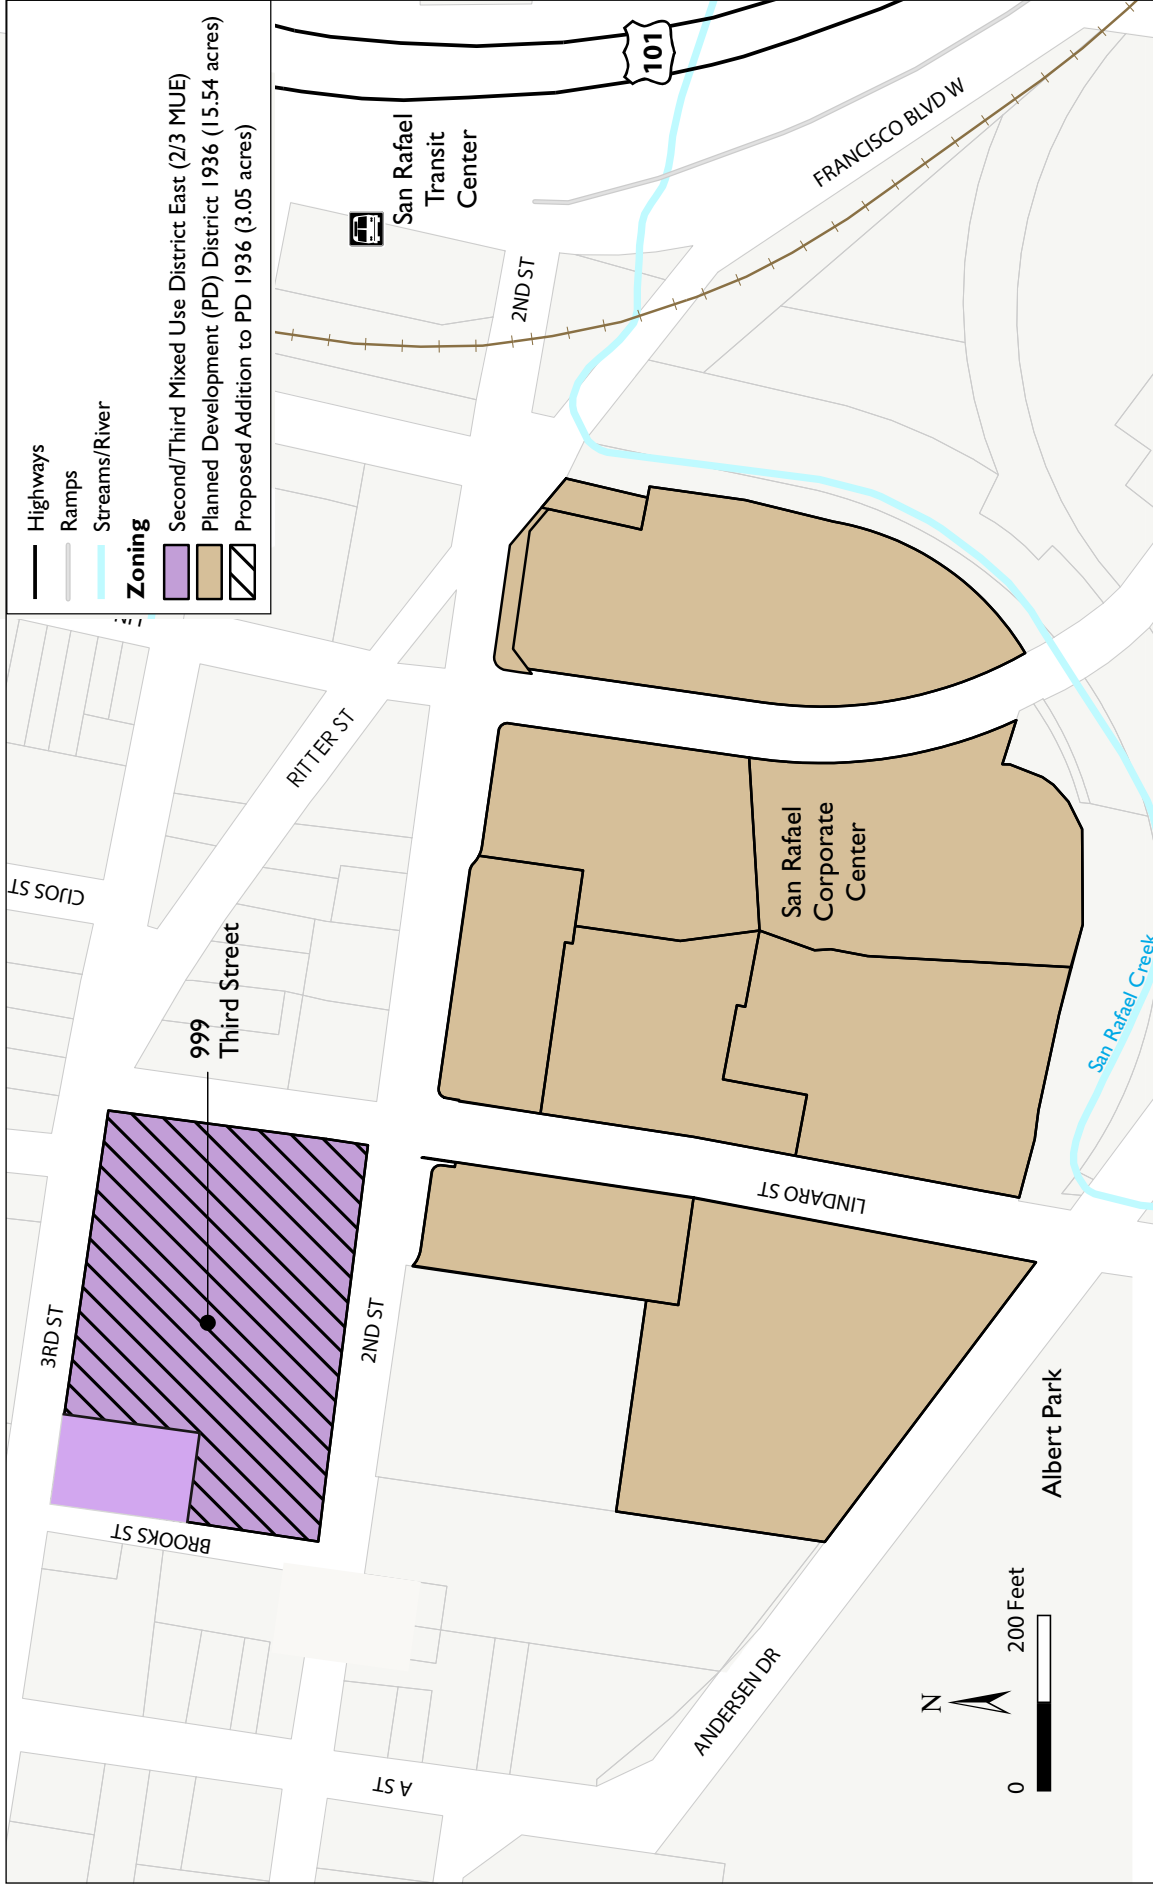 Highways
Ramps
Streams/River
Zoning
Second/Third Mixed Use District East (2/3 MUE)
Planned Development (PD) District 1936 (15.54 acres)
Proposed Addition to PD 1936 (3.05 acres)
101
San Rafael
Transit
Center
FRANCISCO BLVD W
2ND ST
RITTER ST
CIJOS ST
999
Third Street
3RD ST
2ND ST
BROOKS ST
LINDARO ST
San Rafael
Corporate
Center
San Rafael Creek
Albert Park
ANDERSEN DR
A ST
N
0
200 Feet